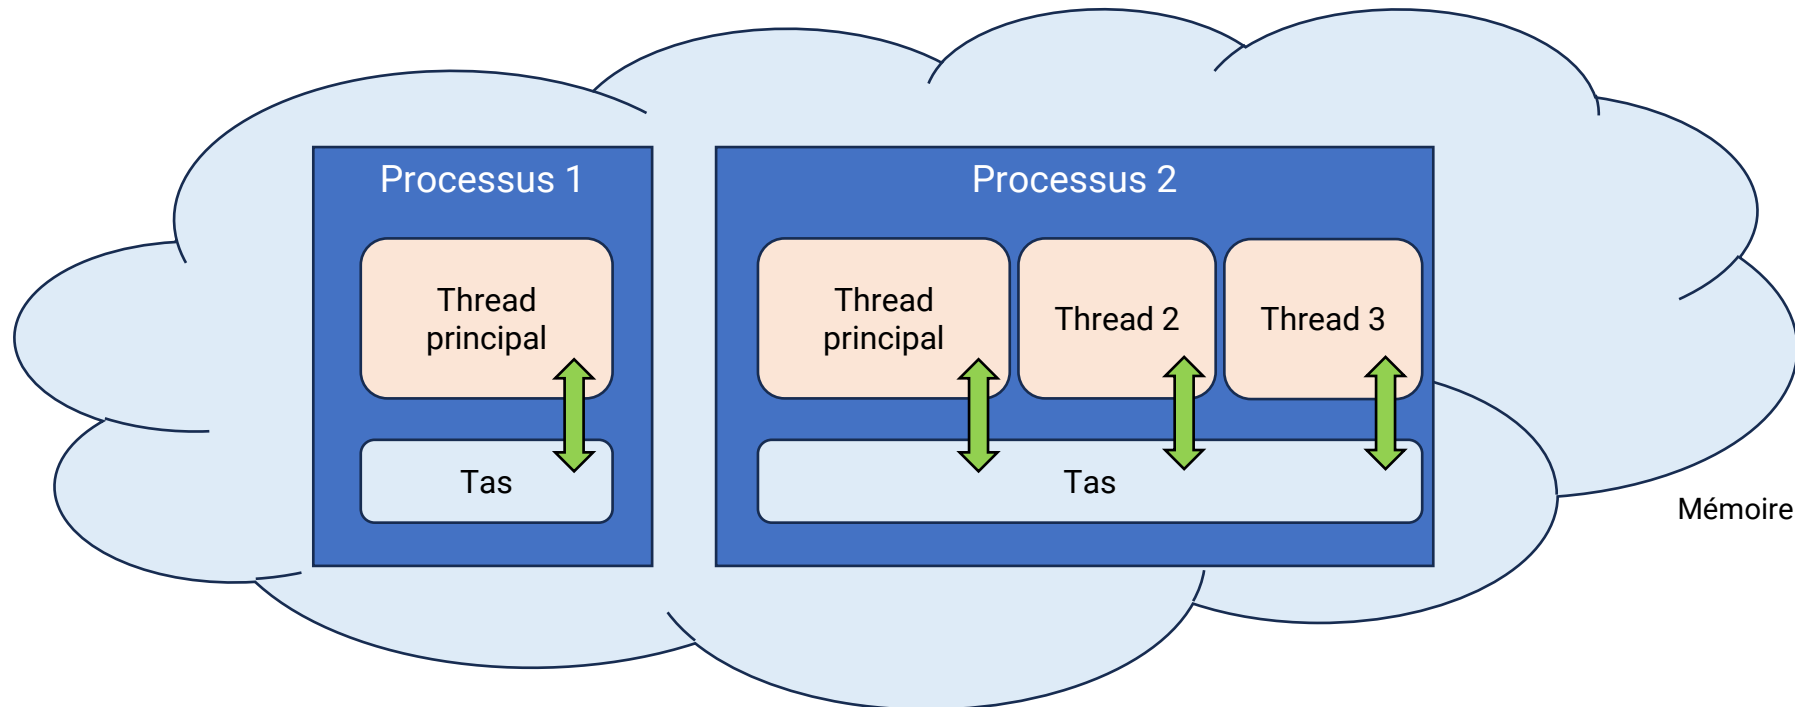 Processus 1
Thread
principal
Tas
Processus 2
Thread
principal
Thread 2
Thread 3
Tas
Mémoire